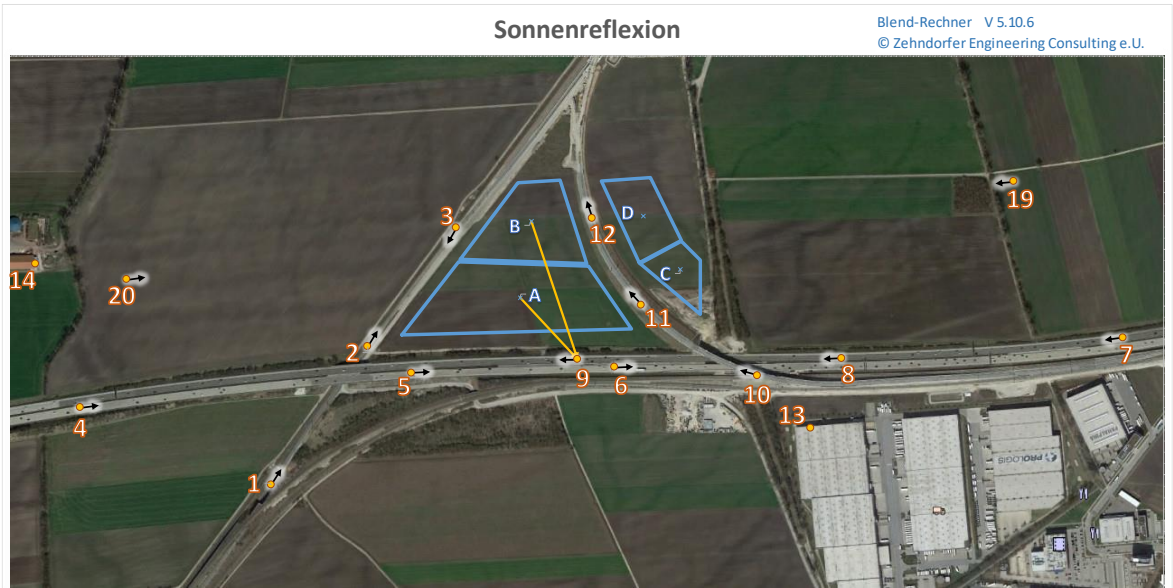 Sonnenreflexion
Blend-Rechner V 5.10.6
© Zehndorfer Engineering Consulting e.U.
19
3
B
D
12
14
20
C
A
11
2
7
5
9
6
8
10
4
13
PROLOGIS
1